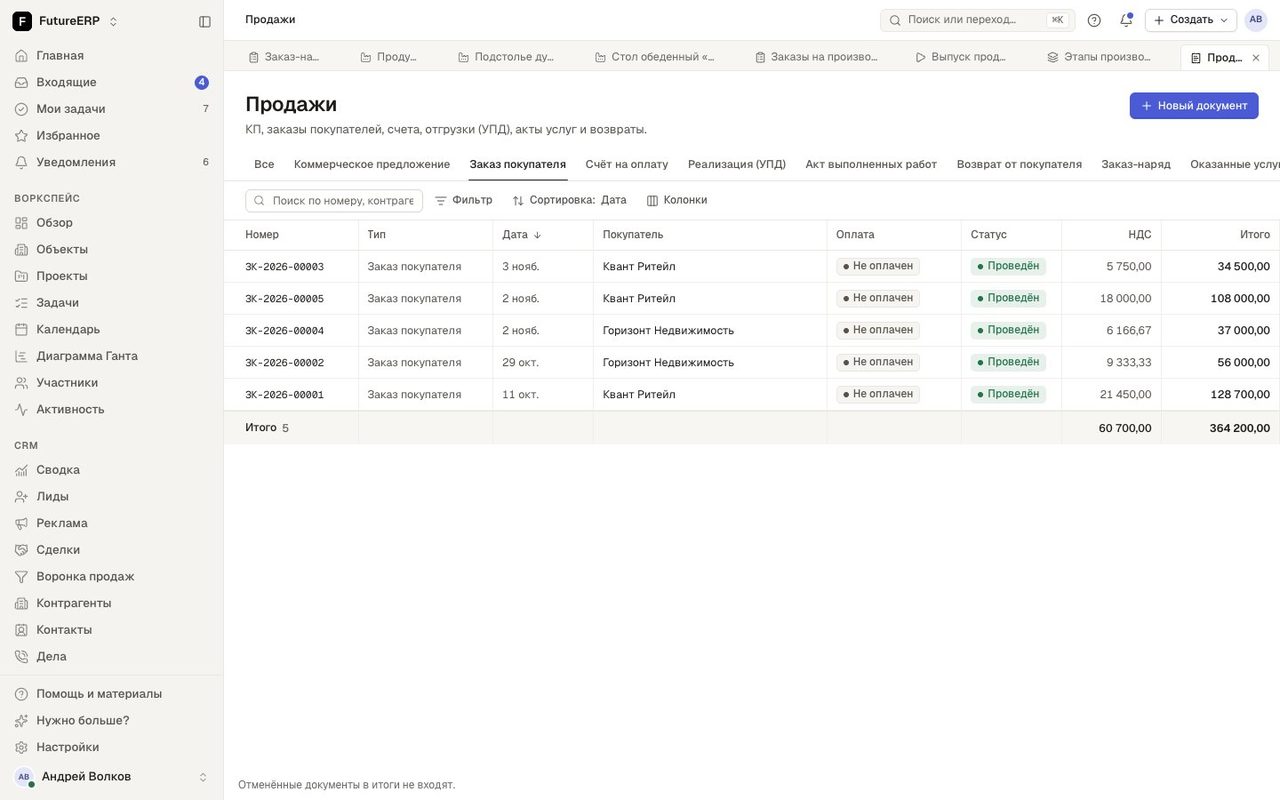 F FutureERP
Главная
Входящие 4
Мои задачи 7
Избранное
Уведомления 6
ВОРКСПЕЙС
Обзор
Объекты
Проекты
Задачи
Календарь
Диаграмма Ганта
Участники
Активность
CRM
Сводка
Лиды
Реклама
Сделки
Воронка продаж
Контрагенты
Контакты
Дела
Помощь и материалы
Нужно больше?
Настройки
АВ Андрей Волков
Продажи
Поиск или переход... ⌘K
Создать
АВ
Заказ-на... Проду... Подстолье ду... Стол обеденный «... Заказы на произво... Выпуск прод... Этапы произво... Прод...
Продажи
Новый документ
КП, заказы покупателей, счета, отгрузки (УПД), акты услуг и возвраты.
Все Коммерческое предложение Заказ покупателя Счёт на оплату Реализация (УПД) Акт выполненных работ Возврат от покупателя Заказ-наряд Оказанные услу
Поиск по номеру, контраге Фильтр Сортировка: Дата Колонки
Номер Тип Дата ↓ Покупатель Оплата Статус НДС Итого
ЗК-2026-00003 Заказ покупателя 3 нояб. Квант Ритейл Не оплачен Проведён 5 750,00 34 500,00
ЗК-2026-00005 Заказ покупателя 2 нояб. Квант Ритейл Не оплачен Проведён 18 000,00 108 000,00
ЗК-2026-00004 Заказ покупателя 2 нояб. Горизонт Недвижимость Не оплачен Проведён 6 166,67 37 000,00
ЗК-2026-00002 Заказ покупателя 29 окт. Горизонт Недвижимость Не оплачен Проведён 9 333,33 56 000,00
ЗК-2026-00001 Заказ покупателя 11 окт. Квант Ритейл Не оплачен Проведён 21 450,00 128 700,00
Итого 5 60 700,00 364 200,00
Отменённые документы в итоги не входят.